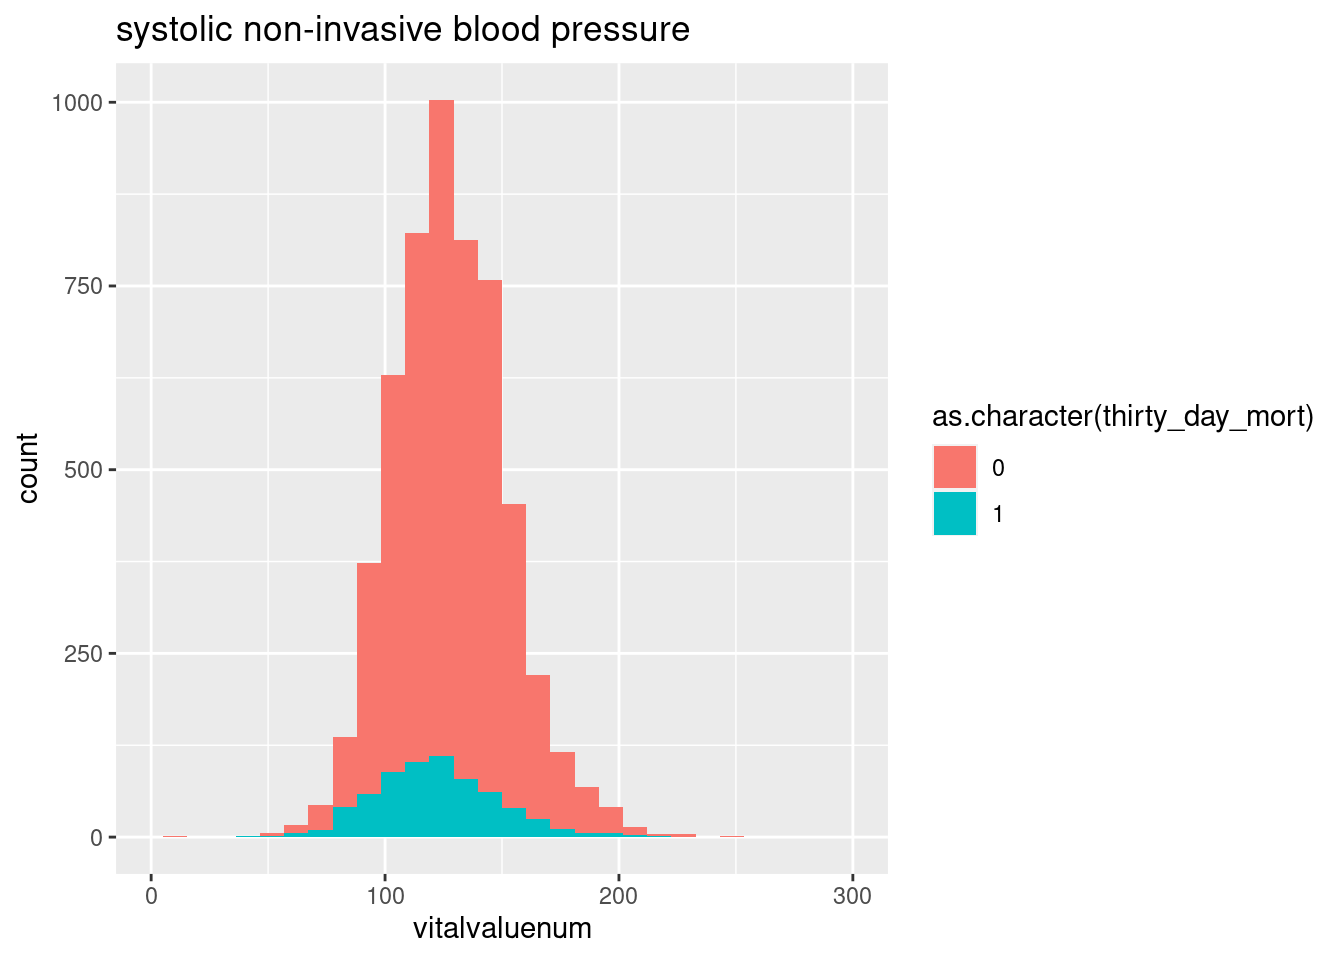 systolic non-invasive blood pressure
1000
750
500
250
0
count
0
100
200
300
vitalvaluenum
as.character(thirty_day_mort)
0
1